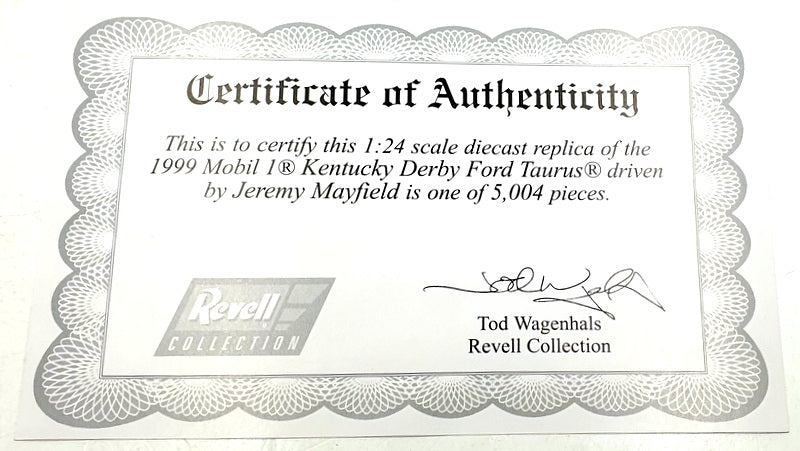 Certificate of Authenticity
This is to certify this 1:24 scale diecast replica of the
1999 Mobil 1® Kentucky Derby Ford Taurus® driven
by Jeremy Mayfield is one of 5,004 pieces.
Revell
COLLECTION
Tod Wagenhals
Revell Collection